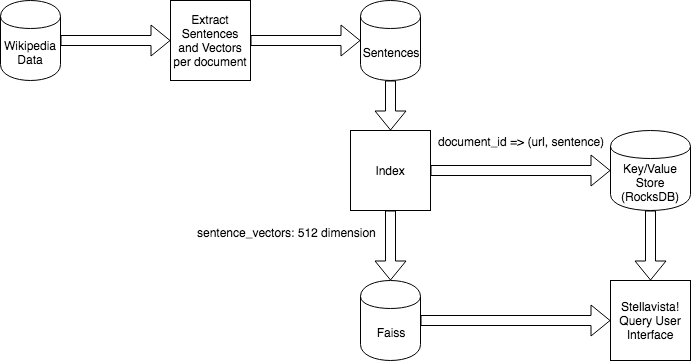 Wikipedia
Data
Extract
Sentences
and Vectors
per document
Sentences
Index
document_id => (url, sentence)
Key/Value
Store
(RocksDB)
sentence_vectors: 512 dimension
Faiss
Stellavista!
Query User
Interface